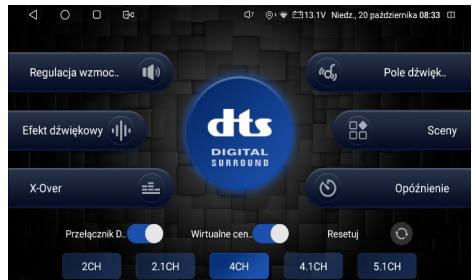 7 13.1V Niedz., 20 października 08:33
Regulacja wzmoc..
Pole dźwięk..
Efekt dźwiękowy
Sceny
dts
DIGITAL
SURROUND
X-Over
Opóźnienie
Przełącznik D..
Wirtualne cen..
Resetuj
2CH
2.1CH
4CH
4.1CH
5.1CH